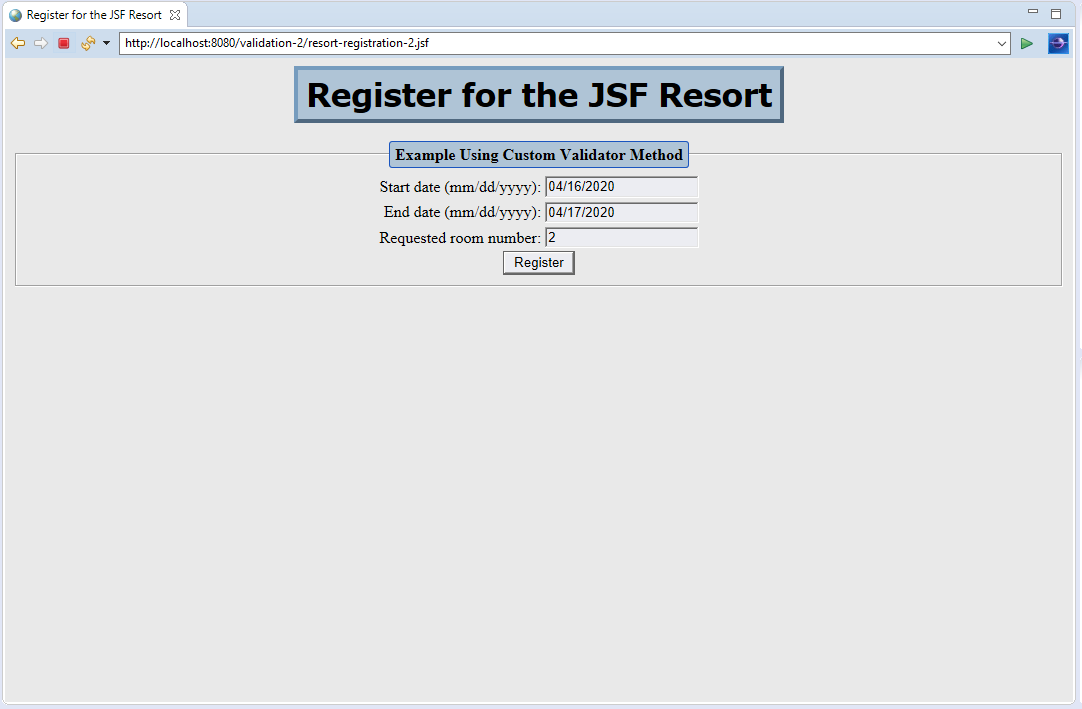 Register for the JSF Resort
http://localhost:8080/validation-2/resort-registration-2.jsf
Register for the JSF Resort
Example Using Custom Validator Method
Start date (mm/dd/yyyy): 04/16/2020
End date (mm/dd/yyyy): 04/17/2020
Requested room number: 2
Register